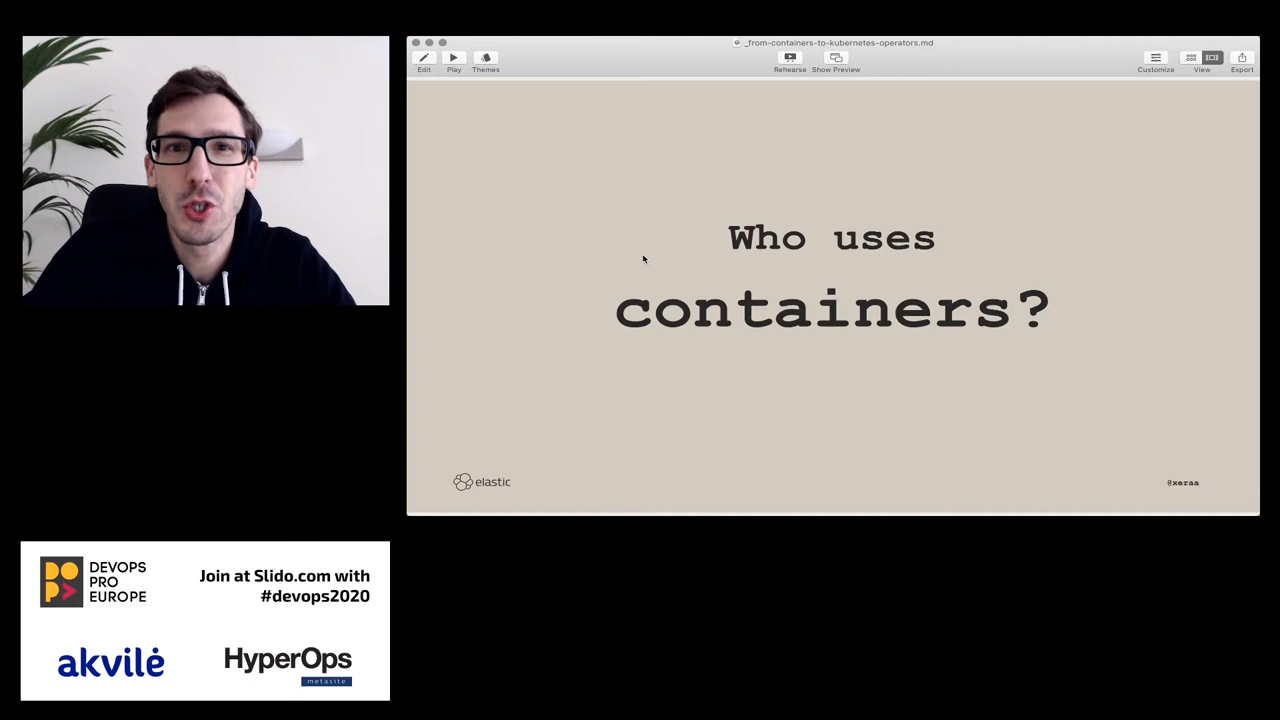 _from-containers-to-kubernetes-operators.md
Edit
Play
Themes
Rehearse
Show Preview
Customize
View
Export
Who uses
containers?
elastic
@xeraa
DEVOPS
PRO
EUROPE
Join at Slido.com with
#devops2020
akvilė
HyperOps
metasite